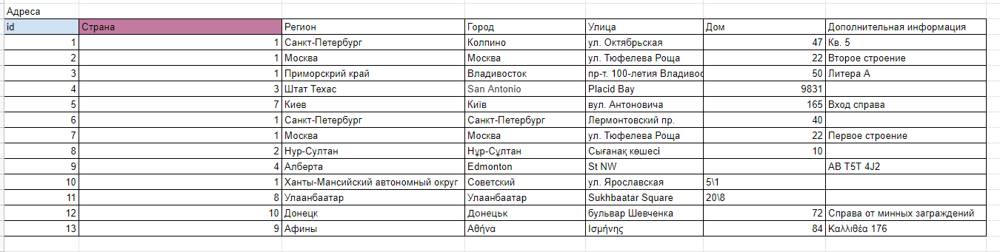 Адреса
id Страна Регион Город Улица Дом Дополнительная информация
1 1 Санкт-Петербург Колпино ул. Октябрьская 47 Кв. 5
2 1 Москва Москва ул. Тюфелева Роща 22 Второе строение
3 1 Приморскрий край Владивосток пр-т. 100-летия Владивос 50 Литера А
4 3 Штат Техас San Antonio Placid Bay 9831
5 7 Киев Київ вул. Антоновича 165 Вход справа
6 1 Санкт-Петербург Санкт-Петербург Лермонтовский пр. 40
7 1 Москва Москва ул. Тюфелева Роща 22 Первое строение
8 2 Нур-Султан Нұр-Сұлтан Сығанақ көшесі 10
9 4 Алберта Edmonton St NW AB T5T 4J2
10 1 Ханты-Мансийский автономный округ Советский ул. Ярославская 5\1
11 8 Улаанбаатар Улаанбаатар Sukhbaatar Square 20\8
12 10 Донецк Донецьк бульвар Шевченка 72 Справа от минных заграждений
13 9 Афины Αθήνα Ισμήνης 84 Καλλιθέα 176